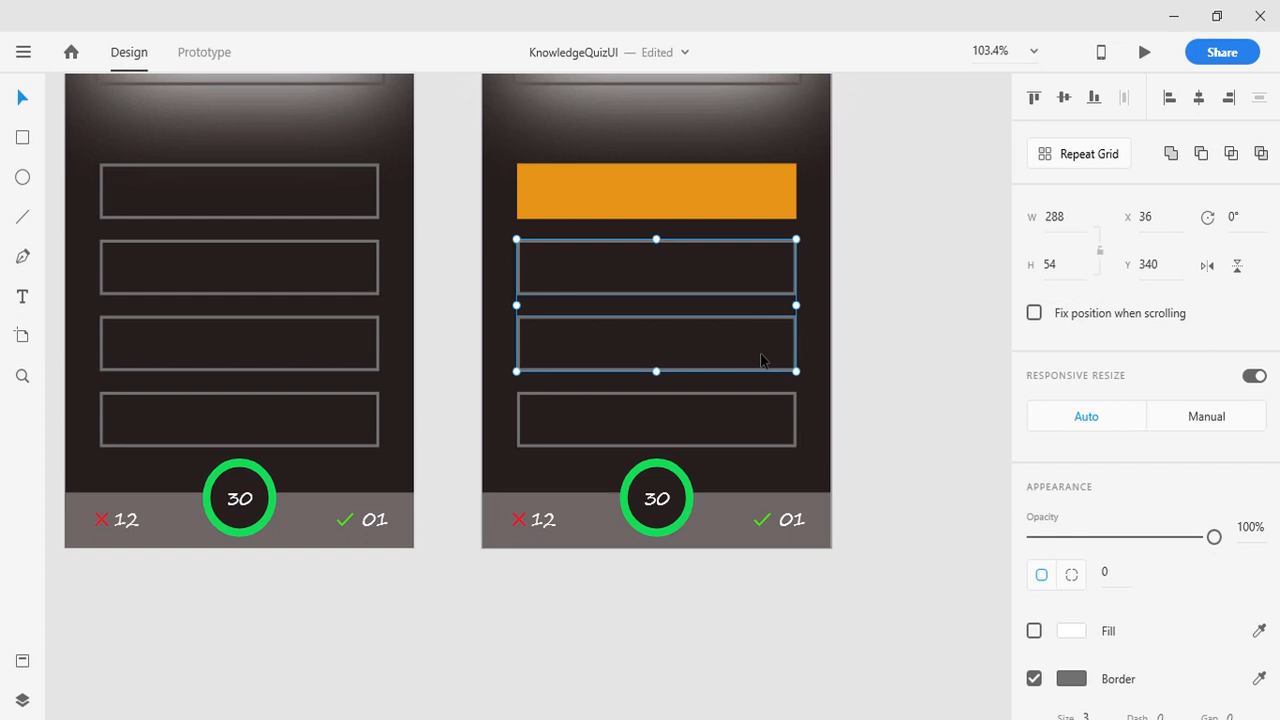 Design
Prototype
KnowledgeQuizUI — Edited
103.4%
Share
Repeat Grid
W 288 X 36 0°
H 54 Y 340
Fix position when scrolling
RESPONSIVE RESIZE
Auto Manual
APPEARANCE
Opacity
100%
0
Fill
Border
Size 3 Dash 0 Gap 0
30
12
01
30
12
01